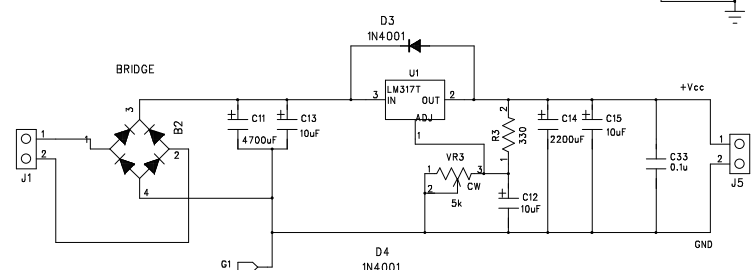 D3
1N4001
BRIDGE
U1
LM317T
3 IN OUT 2
ADJ
1
+Vcc
3
B2
1
2
4
1
2
J1
C11
4700uF
C13
10uF
2
R3
330
1
C14
2200uF
C15
10uF
C33
0.1u
1
2
J5
VR3
1
3
CW
2
5k
C12
10uF
GND
G1
D4
1N4001